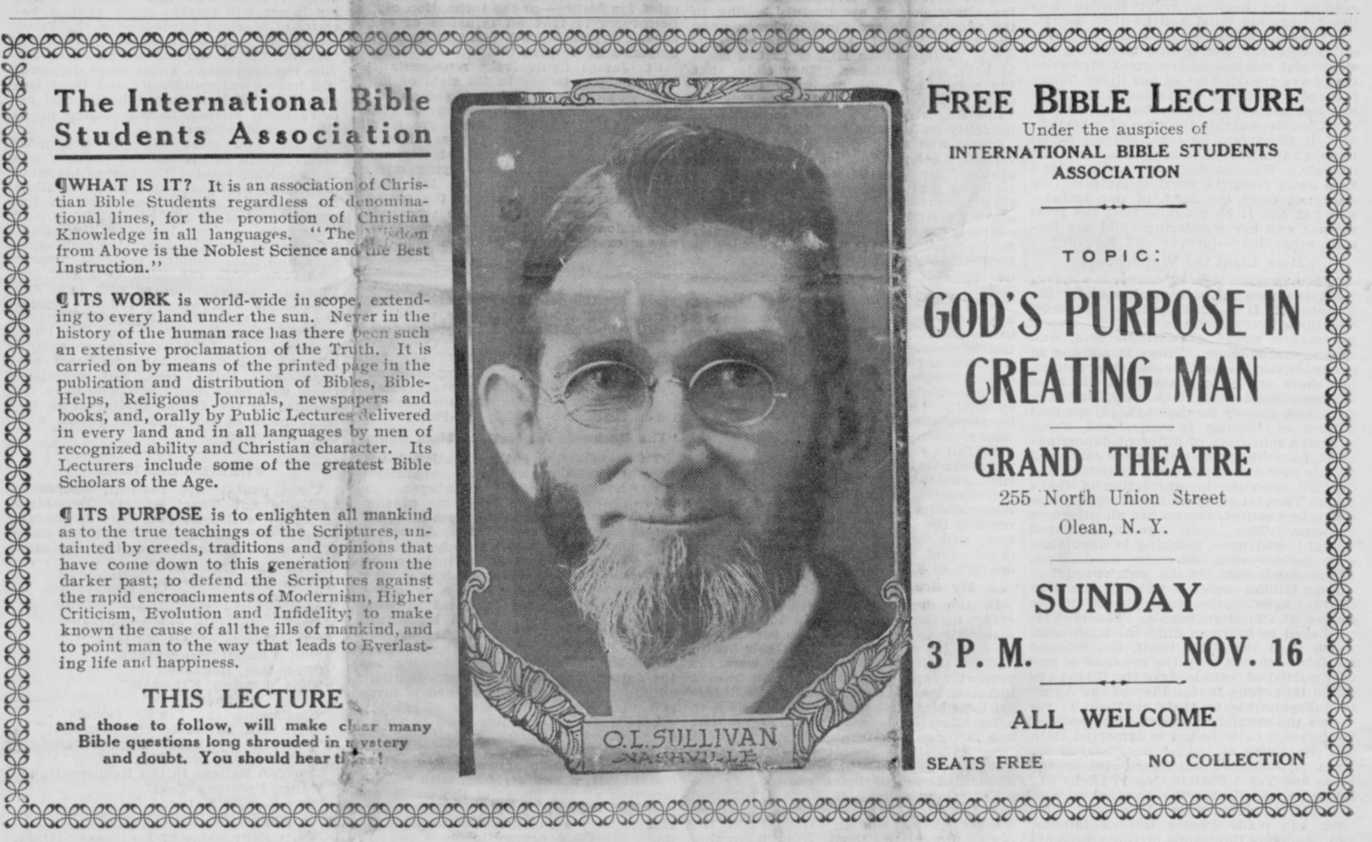 The International Bible
Students Association
¶WHAT IS IT? It is an association of Chris-
tian Bible Students regardless of denomina-
tional lines, for the promotion of Christian
Knowledge in all languages. "The Wisdom
from Above is the Noblest Science and the Best
Instruction."
¶ ITS WORK is world-wide in scope, extend-
ing to every land under the sun. Never in the
history of the human race has there been such
an extensive proclamation of the Truth. It is
carried on by means of the printed page in the
publication and distribution of Bibles, Bible-
Helps, Religious Journals, newspapers and
books, and, orally by Public Lectures delivered
in every land and in all languages by men of
recognized ability and Christian character. Its
Lecturers include some of the greatest Bible
Scholars of the Age.
¶ ITS PURPOSE is to enlighten all mankind
as to the true teachings of the Scriptures, un-
tainted by creeds, traditions and opinions that
have come down to this generation from the
darker past; to defend the Scriptures against
the rapid encroachments of Modernism, Higher
Criticism, Evolution and Infidelity; to make
known the cause of all the ills of mankind, and
to point man to the way that leads to Everlast-
ing life and happiness.
THIS LECTURE
and those to follow, will make clear many
Bible questions long shrouded in mystery
and doubt. You should hear
O.L. SULLIVAN
NASHVILLE
FREE BIBLE LECTURE
Under the auspices of
INTERNATIONAL BIBLE STUDENTS
ASSOCIATION
TOPIC:
GOD'S PURPOSE IN
CREATING MAN
GRAND THEATRE
255 North Union Street
Olean, N. Y.
SUNDAY
3 P. M. NOV. 16
ALL WELCOME
SEATS FREE NO COLLECTION